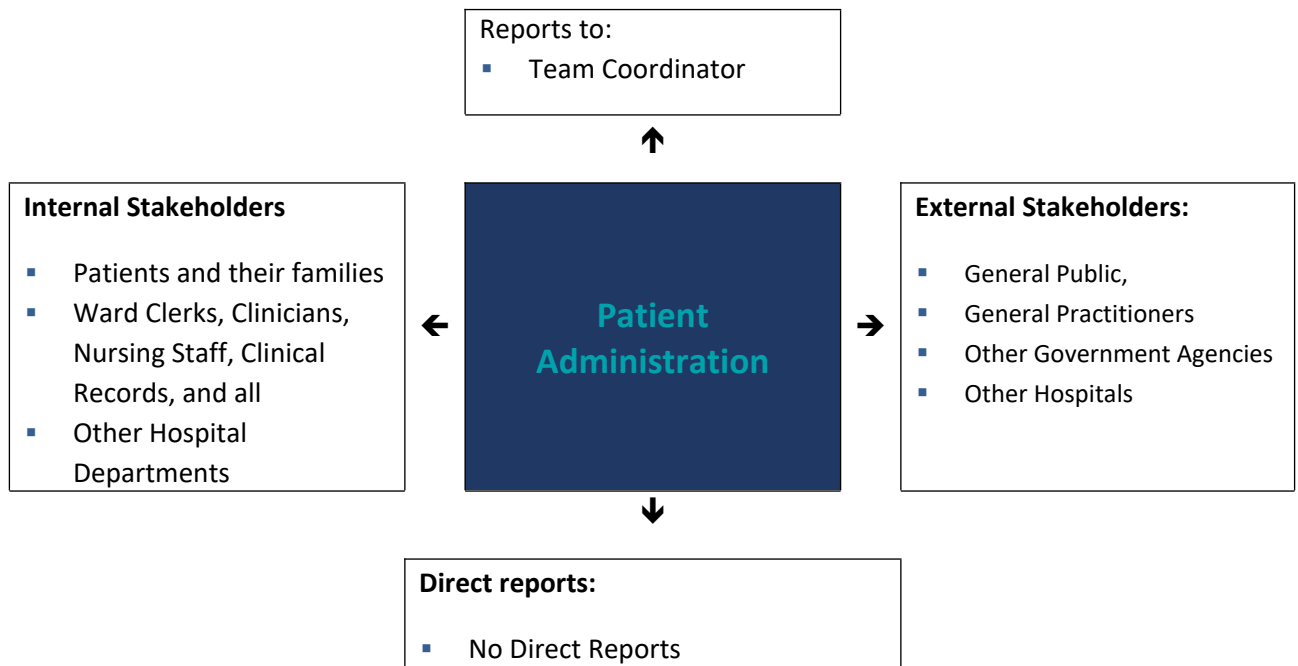 Reports to:
▪ Team Coordinator
Internal Stakeholders
▪ Patients and their families
▪ Ward Clerks, Clinicians,
Nursing Staff, Clinical
Records, and all
▪ Other Hospital
Departments
Patient
Administration
External Stakeholders:
▪ General Public,
▪ General Practitioners
▪ Other Government Agencies
▪ Other Hospitals
Direct reports:
▪ No Direct Reports